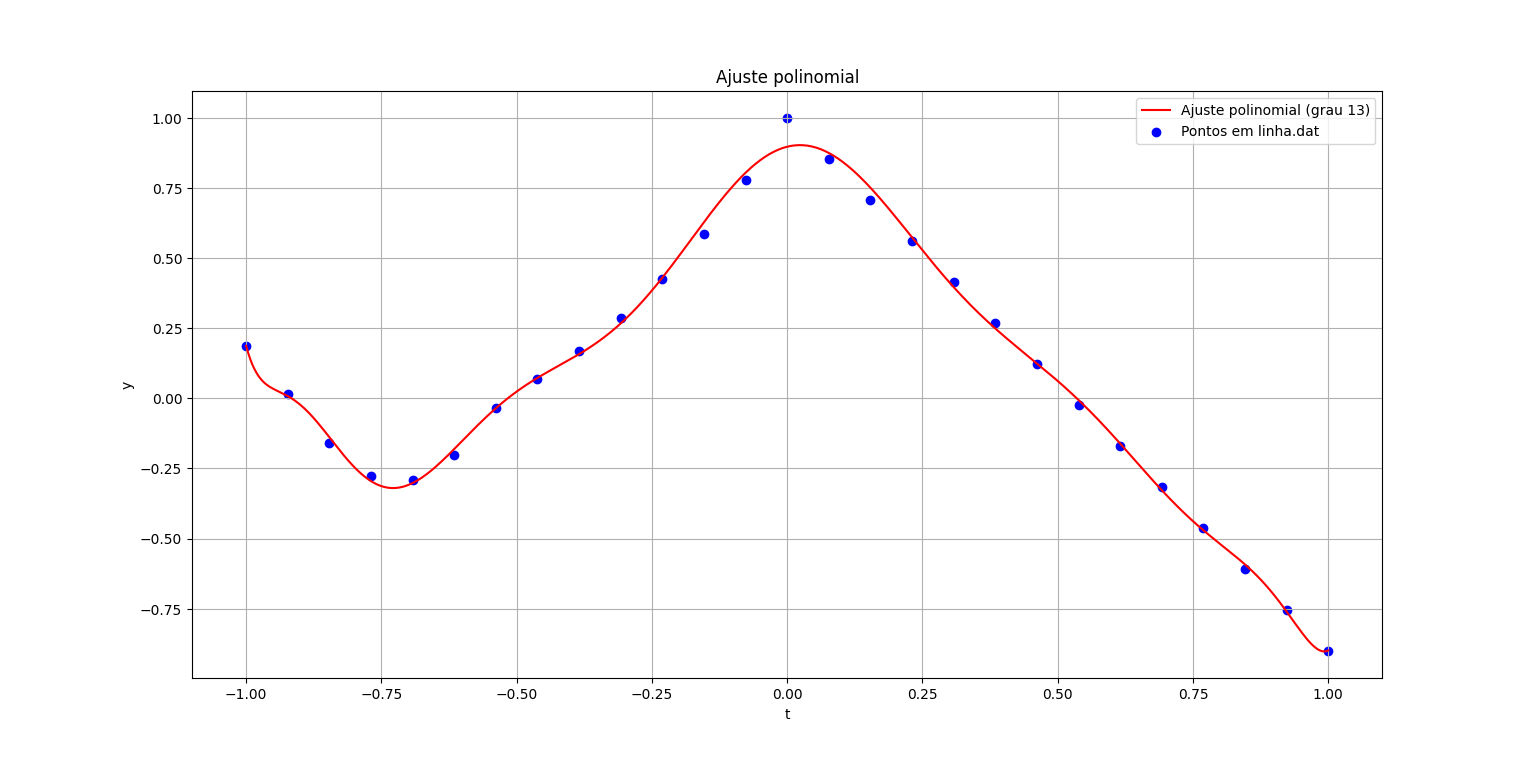 Ajuste polinomial
Ajuste polinomial (grau 13)
Pontos em linha.dat
1.00
0.75
0.50
0.25
0.00
−0.25
−0.50
−0.75
y
−1.00 −0.75 −0.50 −0.25 0.00 0.25 0.50 0.75 1.00
t